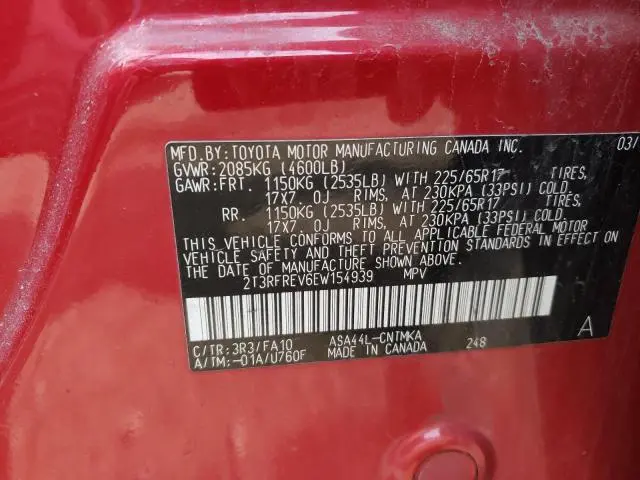 MFD.BY:TOYOTA MOTOR MANUFACTURING CANADA INC. 03/
GVWR:2085KG (4600LB)
GAWR:FRT. 1150KG (2535LB) WITH 225/65R17 TIRES,
17X7.0J RIMS, AT 230KPA (33PSI) COLD.
RR. 1150KG (2535LB) WITH 225/65R17 TIRES,
17X7.0J RIMS, AT 230KPA (33PSI) COLD.
THIS VEHICLE CONFORMS TO ALL APPLICABLE FEDERAL MOTOR
VEHICLE SAFETY AND THEFT PREVENTION STANDARDS IN EFFECT ON
THE DATE OF MANUFACTURE SHOWN ABOVE.
2T3RFREV6EW154939 MPV
C/TR:3R3/FA10 ASA44L-CNTMKA 248 A
A/TM:-01A/U760F MADE IN CANADA